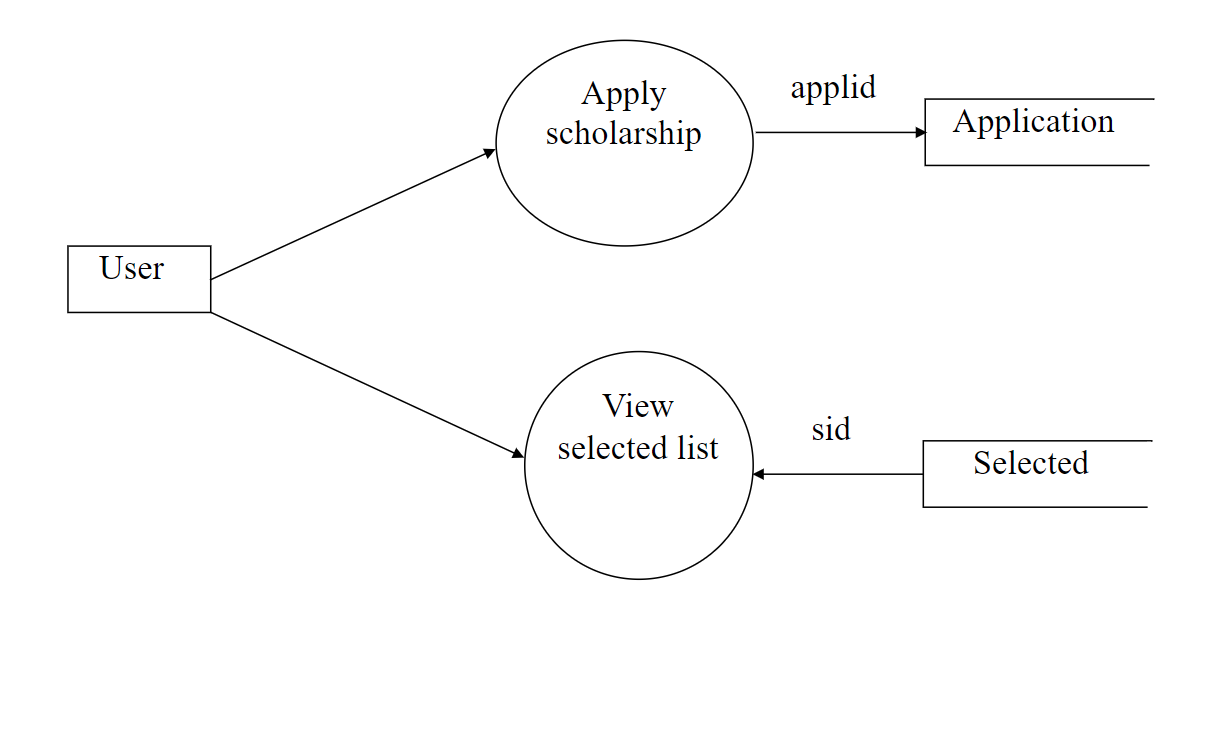 Apply
scholarship
applid
Application
User
View
selected list
sid
Selected